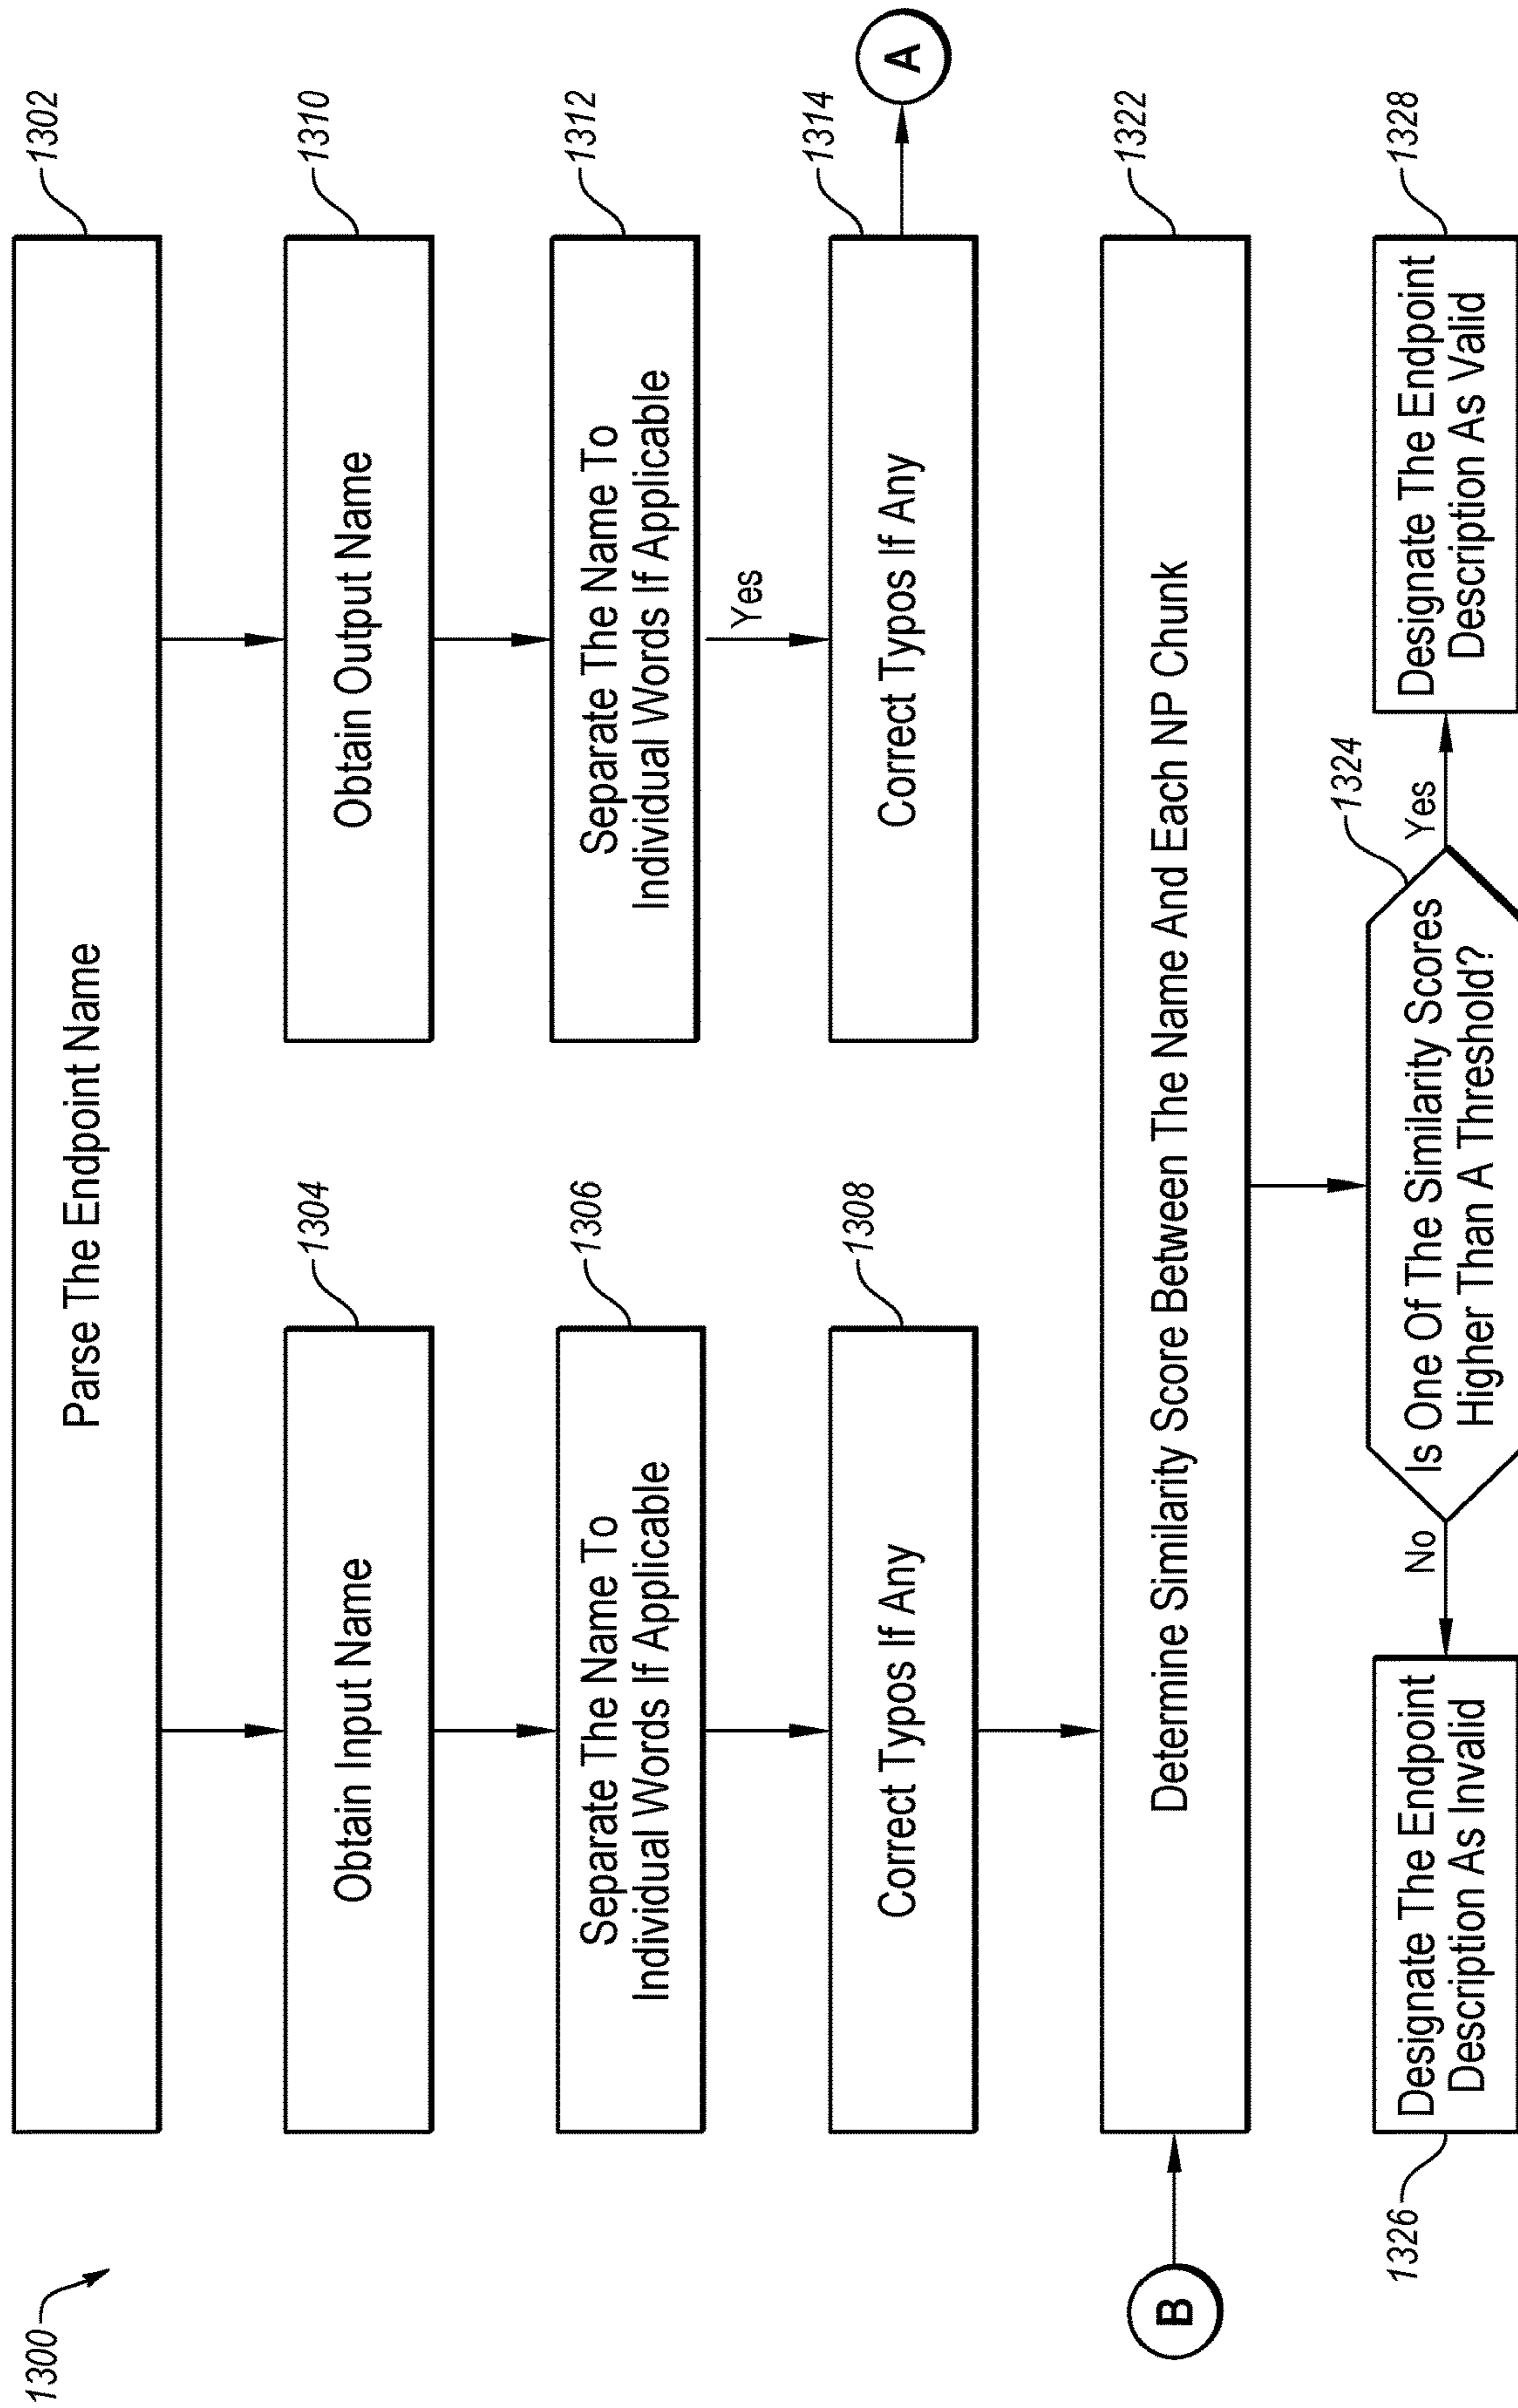 1300
1302
Parse The Endpoint Name
1304
1310
Obtain Input Name
Obtain Output Name
1306
1312
Separate The Name To
Individual Words If Applicable
Separate The Name To
Individual Words If Applicable
Yes
1308
1314
Correct Typos If Any
Correct Typos If Any
A
1322
B
Determine Similarity Score Between The Name And Each NP Chunk
1324
1326
1328
Designate The Endpoint
Description As Invalid
No
Is One Of The Similarity Scores
Higher Than A Threshold?
Yes
Designate The Endpoint
Description As Valid